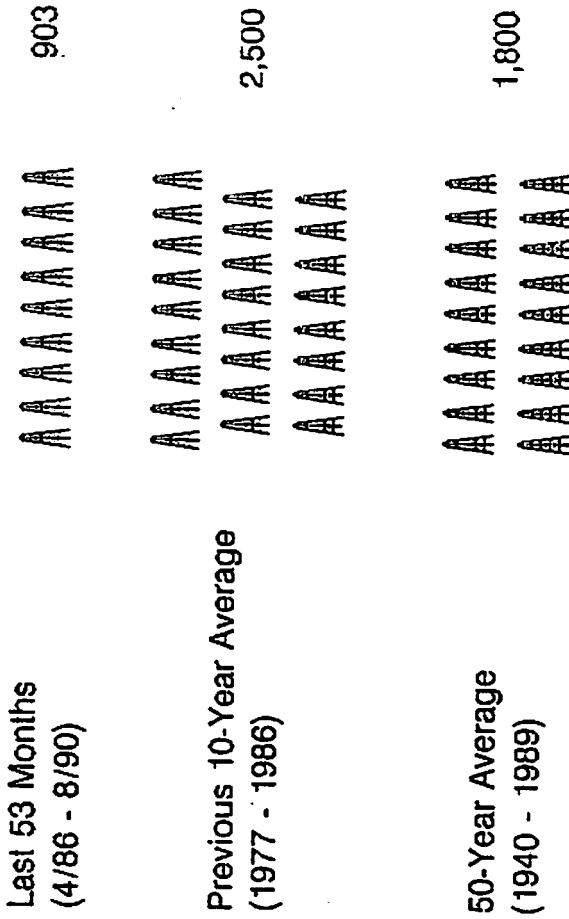 Last 53 Months
(4/86 - 8/90)
903
Previous 10-Year Average
(1977 - 1986)
2,500
50-Year Average
(1940 - 1989)
1,800